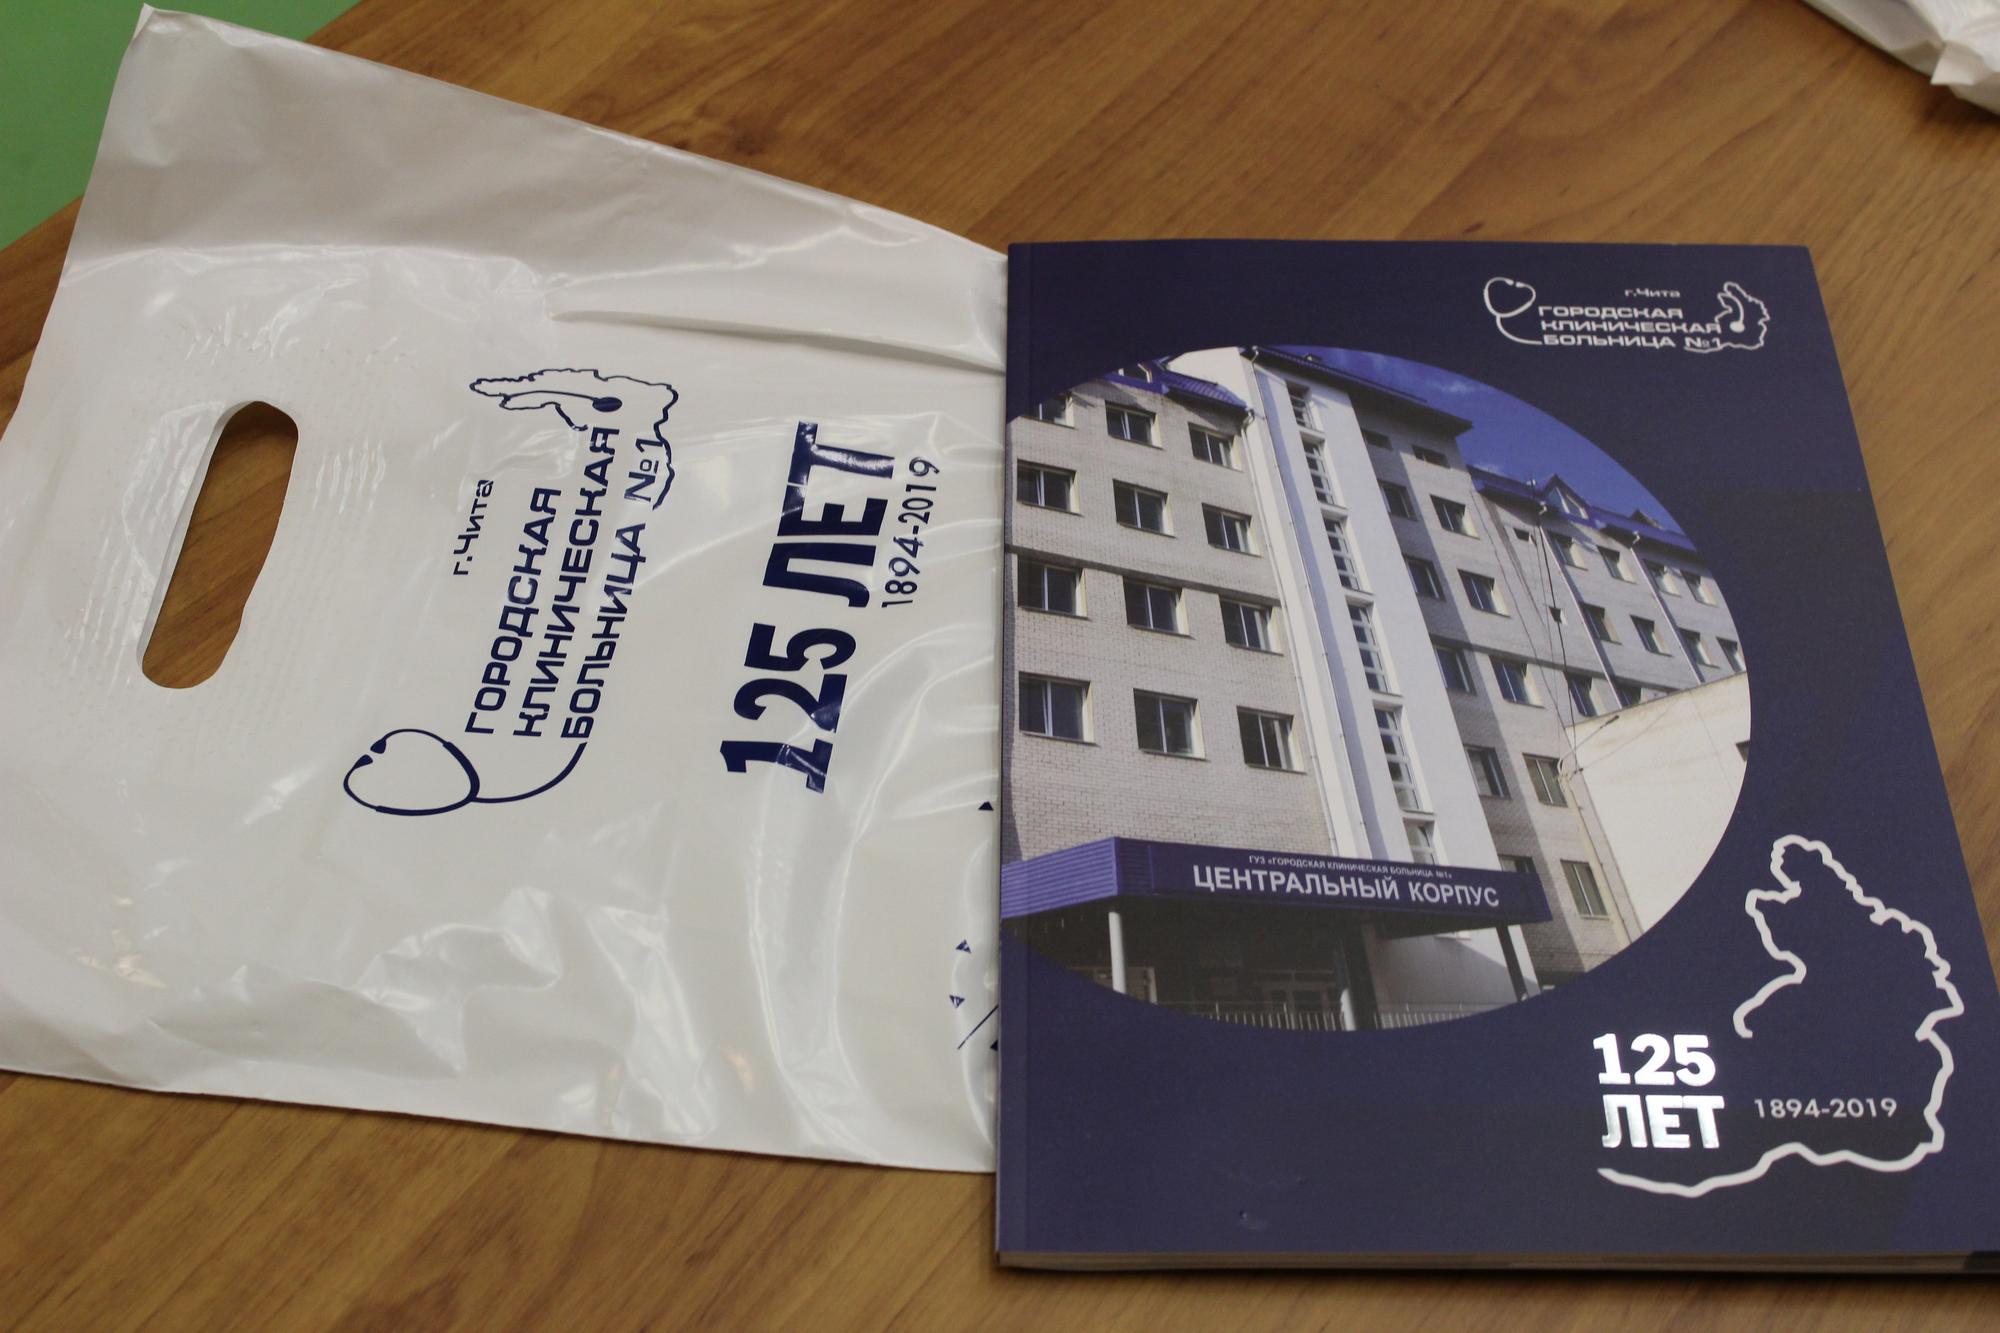 г.Чита
ГОРОДСКАЯ
КЛИНИЧЕСКАЯ
БОЛЬНИЦА №1
125 ЛЕТ
1894-2019
г.Чита
ГОРОДСКАЯ
КЛИНИЧЕСКАЯ
БОЛЬНИЦА №1
ГУЗ «ГОРОДСКАЯ КЛИНИЧЕСКАЯ БОЛЬНИЦА №1»
ЦЕНТРАЛЬНЫЙ КОРПУС
125
ЛЕТ
1894-2019